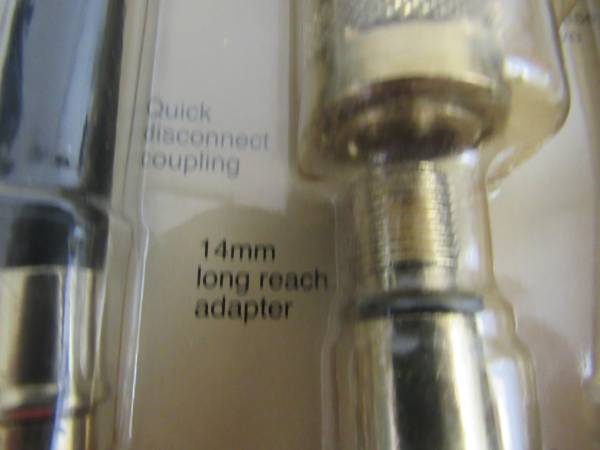 Quick
disconnect
coupling
14mm
long reach
adapter